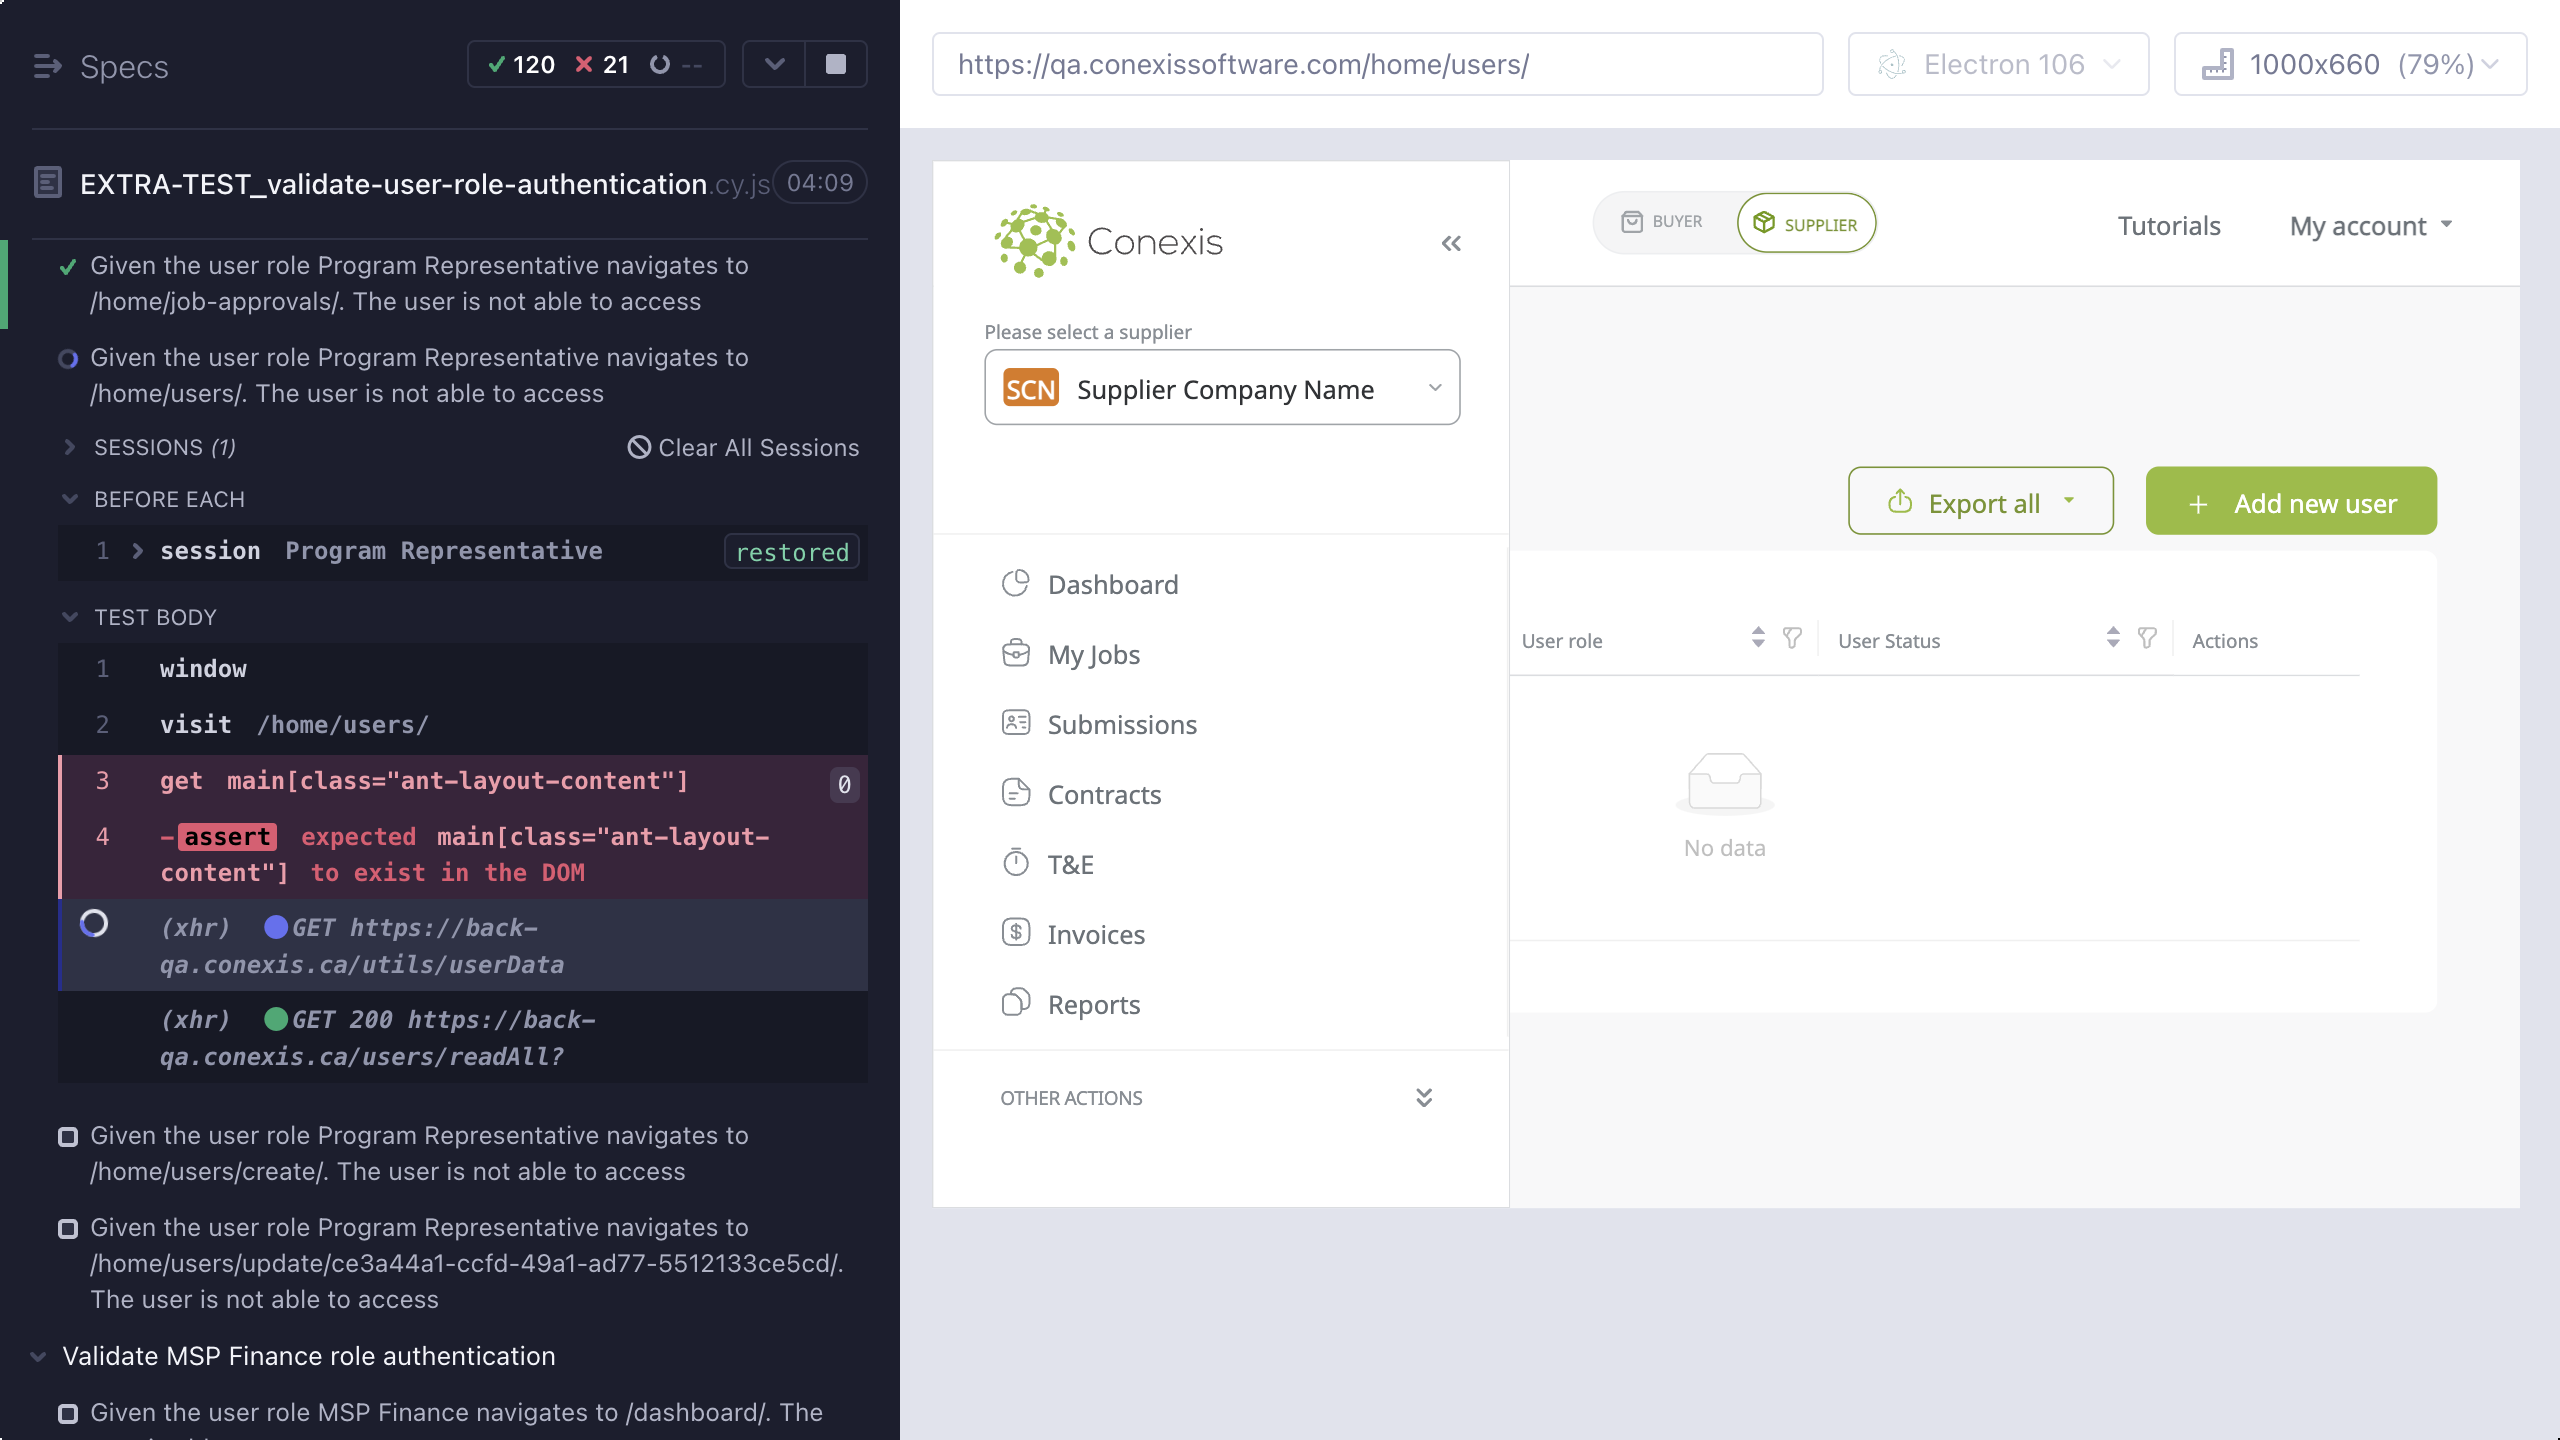 Specs
120
21
--
EXTRA-TEST_validate-user-role-authentication.cy.js
04:09
Given the user role Program Representative navigates to
/home/job-approvals/. The user is not able to access
Given the user role Program Representative navigates to
/home/users/. The user is not able to access
SESSIONS (1)
Clear All Sessions
BEFORE EACH
1 session Program Representative
restored
TEST BODY
1 window
2 visit /home/users/
3 get main[class="ant-layout-content"]
0
4 -assert expected main[class="ant-layout-
content"] to exist in the DOM
(xhr) GET https://back-
qa.conexis.ca/utils/userData
(xhr) GET 200 https://back-
qa.conexis.ca/users/readAll?
Given the user role Program Representative navigates to
/home/users/create/. The user is not able to access
Given the user role Program Representative navigates to
/home/users/update/ce3a44a1-ccfd-49a1-ad77-5512133ce5cd/.
The user is not able to access
Validate MSP Finance role authentication
Given the user role MSP Finance navigates to /dashboard/. The
https://qa.conexissoftware.com/home/users/
Electron 106
1000x660 (79%)
Conexis
Please select a supplier
SCN Supplier Company Name
Dashboard
My Jobs
Submissions
Contracts
T&E
Invoices
Reports
OTHER ACTIONS
BUYER
SUPPLIER
Tutorials
My account
Export all
+ Add new user
User role
User Status
Actions
No data